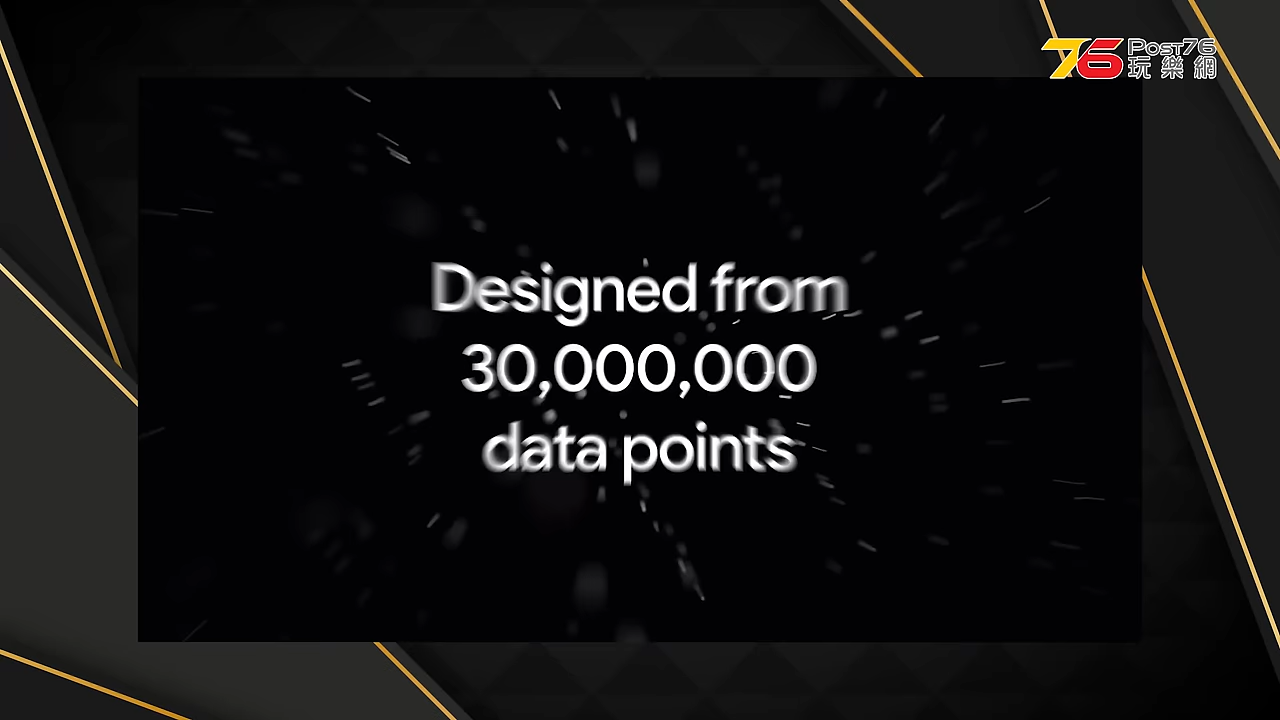 76 Post76
玩樂網
Designed from
30,000,000
data points